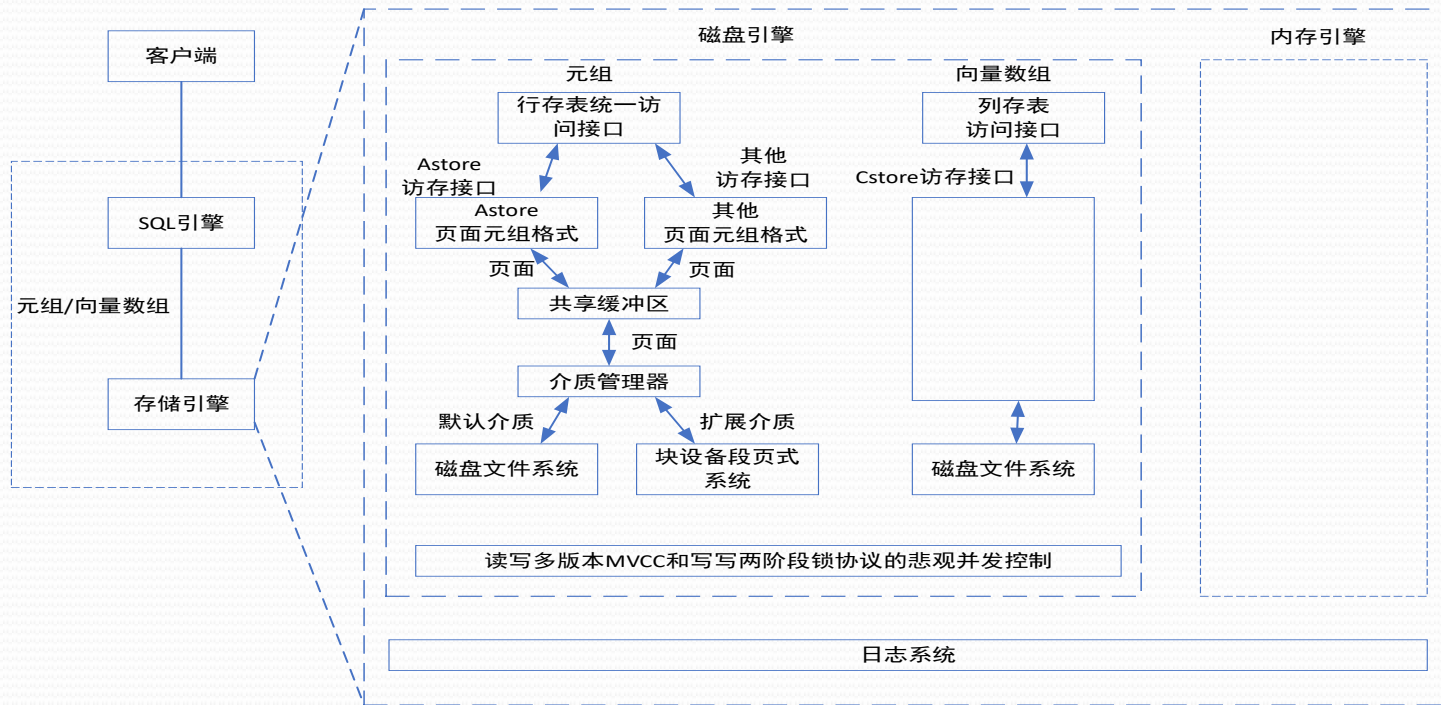 客户端
SQL引擎
元组/向量数组
存储引擎
磁盘引擎
内存引擎
元组
行存表统一访
问接口
向量数组
列存表
访问接口
Astore
访存接口
其他
访存接口
Cstore访存接口
Astore
页面元组格式
其他
页面元组格式
页面
页面
共享缓冲区
页面
介质管理器
默认介质
扩展介质
磁盘文件系统
块设备段页式
系统
磁盘文件系统
读写多版本MVCC和写写两阶段锁协议的悲观并发控制
日志系统